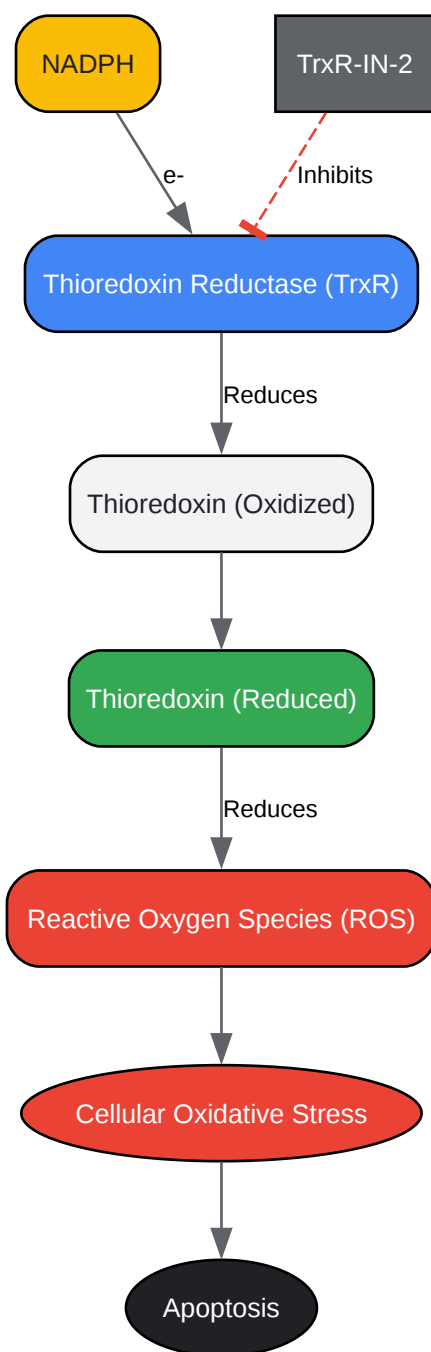 NADPH
TrxR-IN-2
e-
Inhibits
Thioredoxin Reductase (TrxR)
Reduces
Thioredoxin (Oxidized)
Thioredoxin (Reduced)
Reduces
Reactive Oxygen Species (ROS)
Cellular Oxidative Stress
Apoptosis